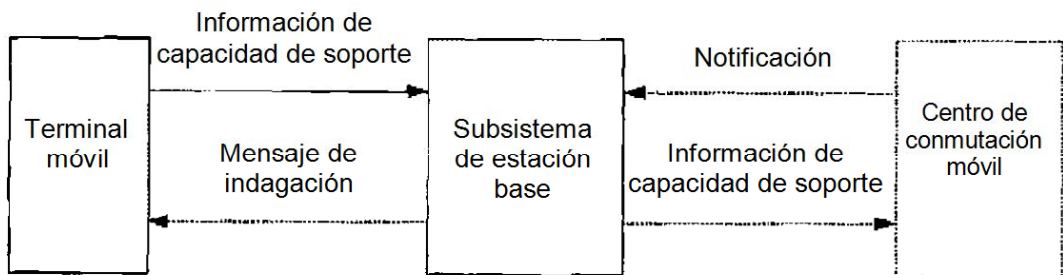 Información de
capacidad de soporte
Notificación
Terminal
móvil
Mensaje de
indagación
Subsistema
de estación
base
Información de
capacidad de soporte
Centro de
conmutación
móvil